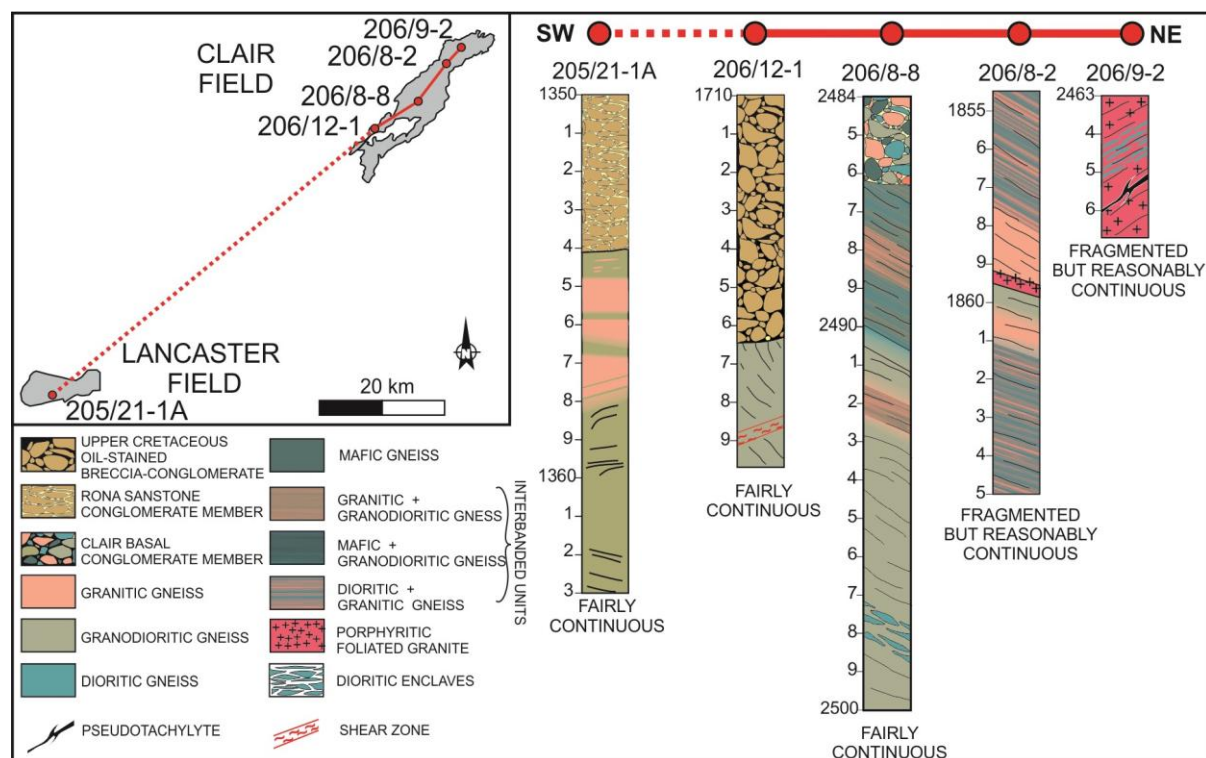 CLAIR
FIELD
206/9-2
206/8-2
206/8-8
206/12-1
LANCASTER
FIELD
205/21-1A
N
20 km
SW
NE
205/21-1A
206/12-1
206/8-8
206/8-2
206/9-2
1350
1
2
3
4
5
6
7
8
9
1360
1
2
3
FAIRLY
CONTINUOUS
1710
1
2
3
4
5
6
7
8
9
FAIRLY
CONTINUOUS
2484
5
6
7
8
9
2490
1
2
3
4
5
6
7
8
9
2500
FAIRLY
CONTINUOUS
1855
6
7
8
9
1860
1
2
3
4
5
FRAGMENTED
BUT REASONABLY
CONTINUOUS
2463
4
5
6
FRAGMENTED
BUT REASONABLY
CONTINUOUS
UPPER CRETACEOUS
OIL-STAINED
BRECCIA-CONGLOMERATE
RONA SANSTONE
CONGLOMERATE MEMBER
CLAIR BASAL
CONGLOMERATE MEMBER
GRANITIC GNEISS
GRANODIORITIC GNEISS
DIORITIC GNEISS
PSEUDOTACHYLYTE
MAFIC GNEISS
GRANITIC +
GRANODIORITIC GNESS
MAFIC +
GRANODIORITIC GNEISS
DIORITIC +
GRANITIC GNEISS
INTERBANDED UNITS
PORPHYRITIC
FOLIATED GRANITE
DIORITIC ENCLAVES
SHEAR ZONE